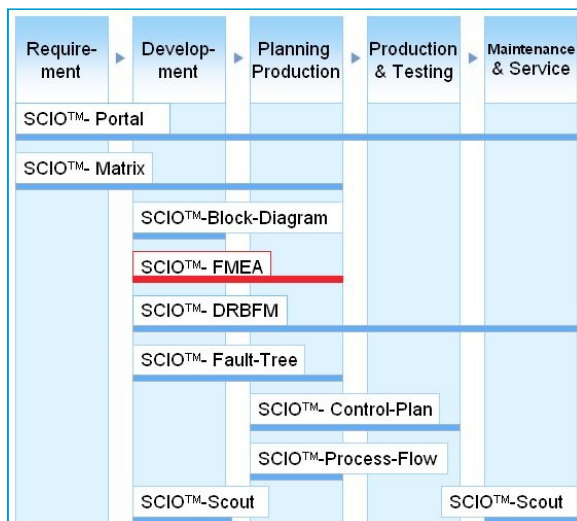 Require-
ment
Develop-
ment
Planning
Production
Production
& Testing
Maintenance
& Service
SCIO™- Portal
SCIO™- Matrix
SCIO™-Block-Diagram
SCIO™- FMEA
SCIO™- DRBFM
SCIO™- Fault-Tree
SCIO™- Control-Plan
SCIO™-Process-Flow
SCIO™-Scout
SCIO™-Scout